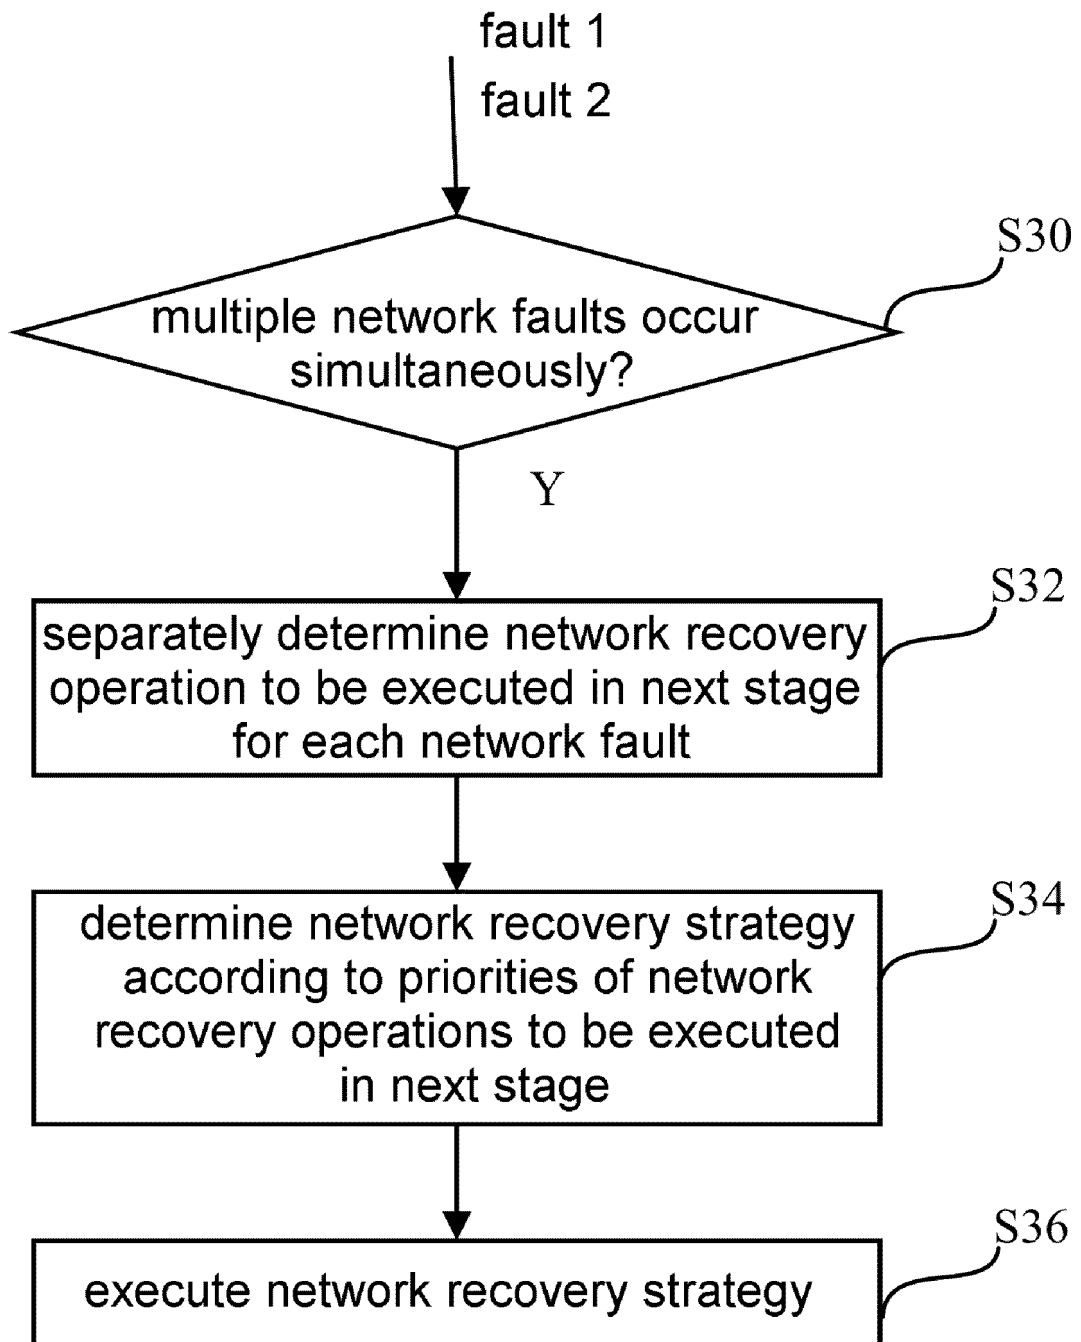 fault 1
fault 2
S30
multiple network faults occur
simultaneously?
Y
S32
separately determine network recovery
operation to be executed in next stage
for each network fault
S34
determine network recovery strategy
according to priorities of network
recovery operations to be executed
in next stage
S36
execute network recovery strategy